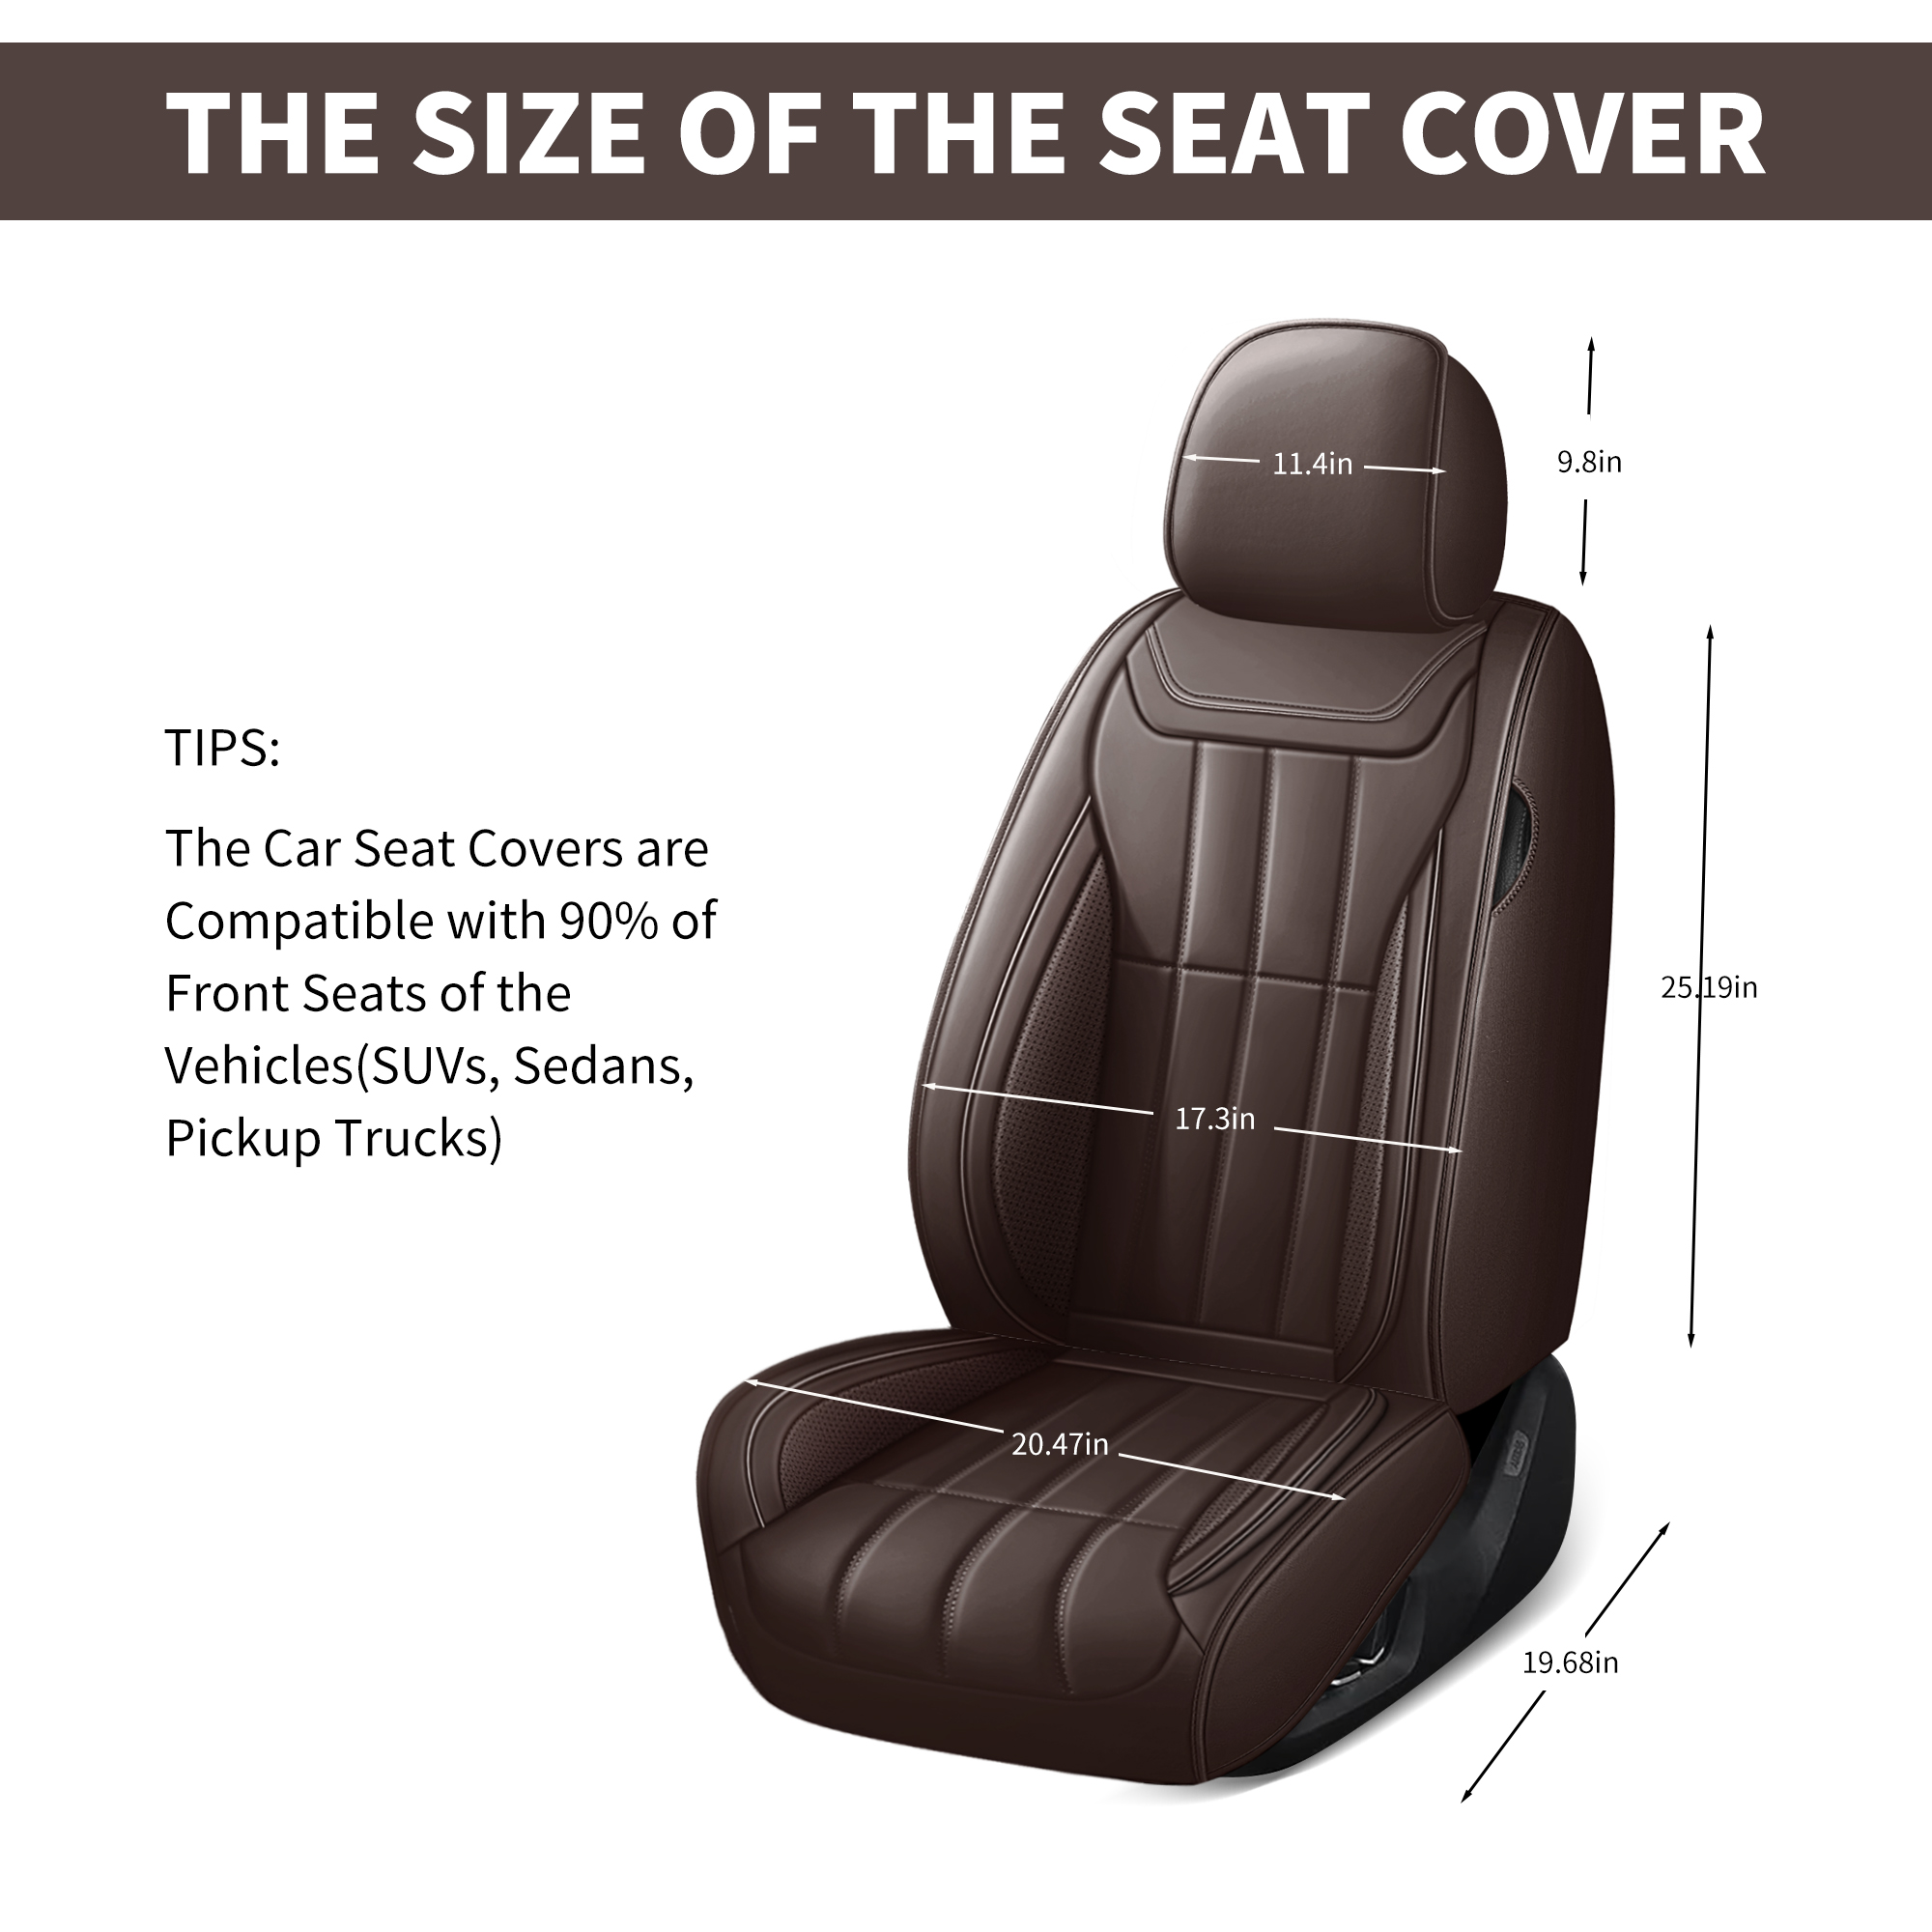 THE SIZE OF THE SEAT COVER
11.4in
9.8in
TIPS:
The Car Seat Covers are
Compatible with 90% of
Front Seats of the
Vehicles(SUVs, Sedans,
Pickup Trucks)
25.19in
17.3in
20.47in
19.68in